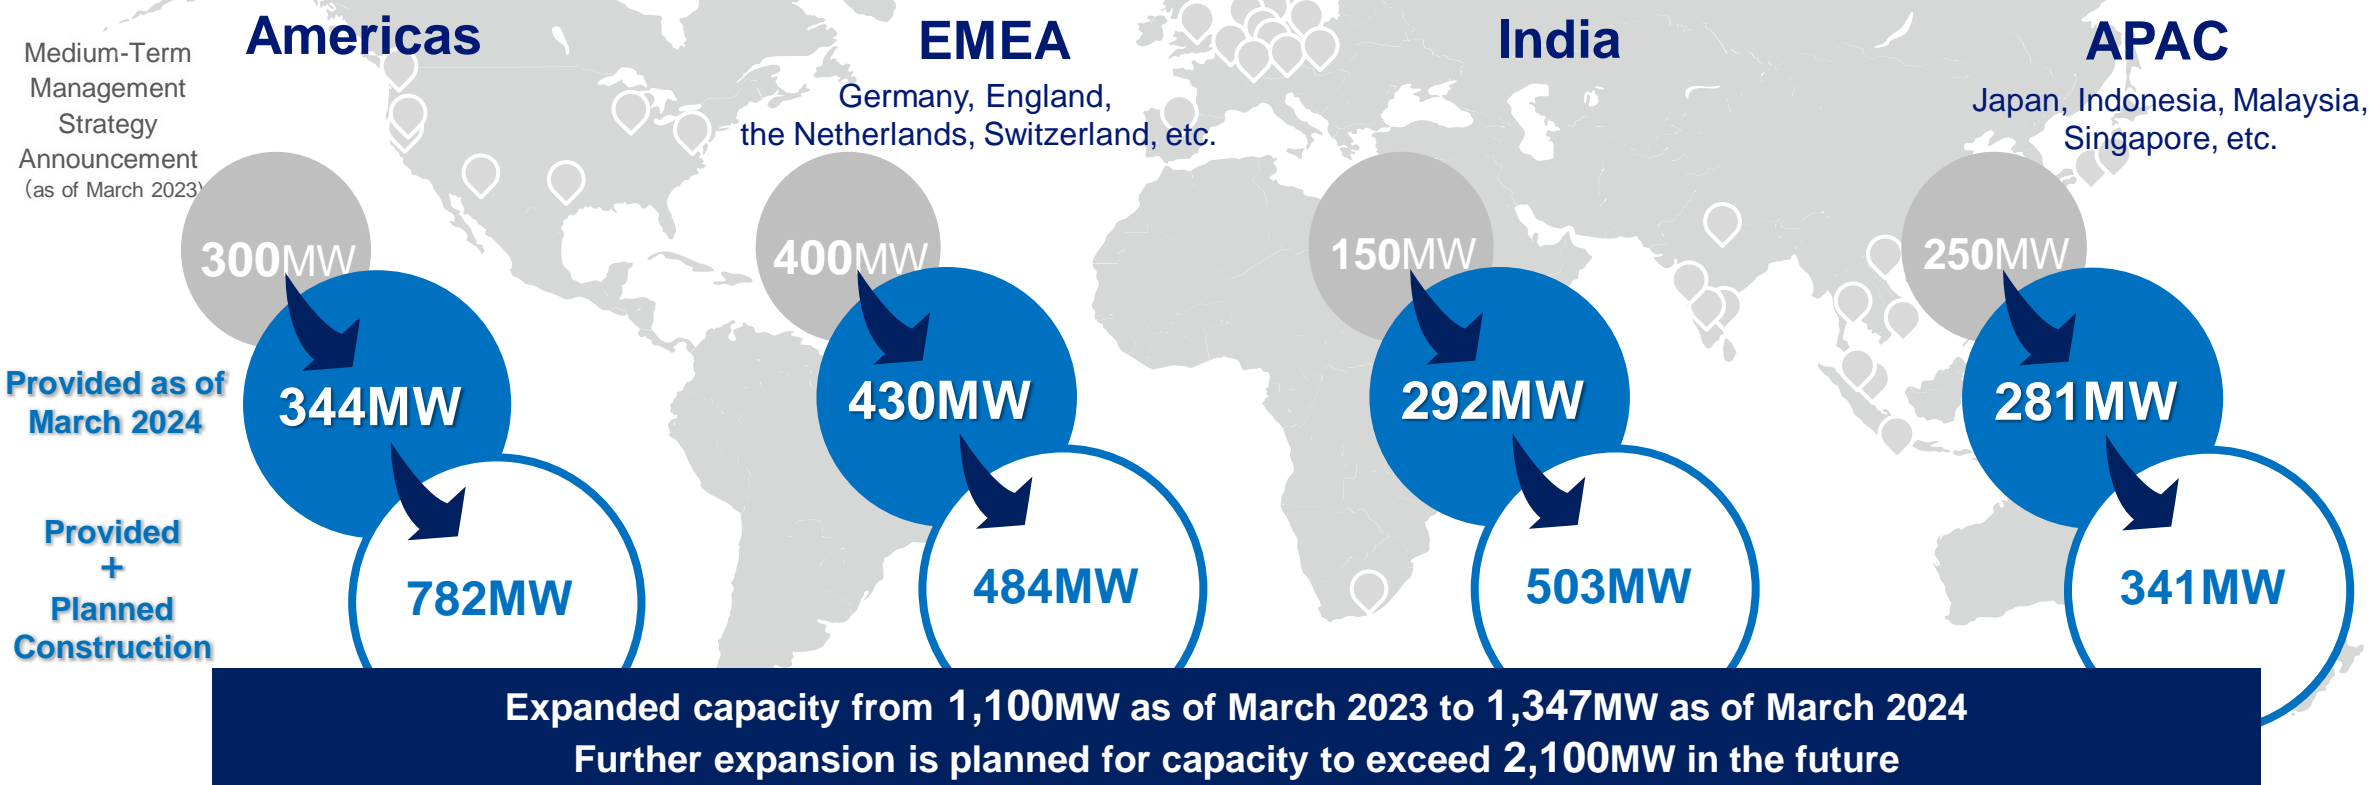 Americas
EMEA
Germany, England,
the Netherlands, Switzerland, etc.
India
APAC
Japan, Indonesia, Malaysia,
Singapore, etc.
Medium-Term
Management
Strategy
Announcement
(as of March 2023)
300MW
400MW
150MW
250MW
Provided as of
March 2024
344MW
430MW
292MW
281MW
Provided
+
Planned
Construction
782MW
484MW
503MW
341MW
Expanded capacity from 1,100MW as of March 2023 to 1,347MW as of March 2024
Further expansion is planned for capacity to exceed 2,100MW in the future